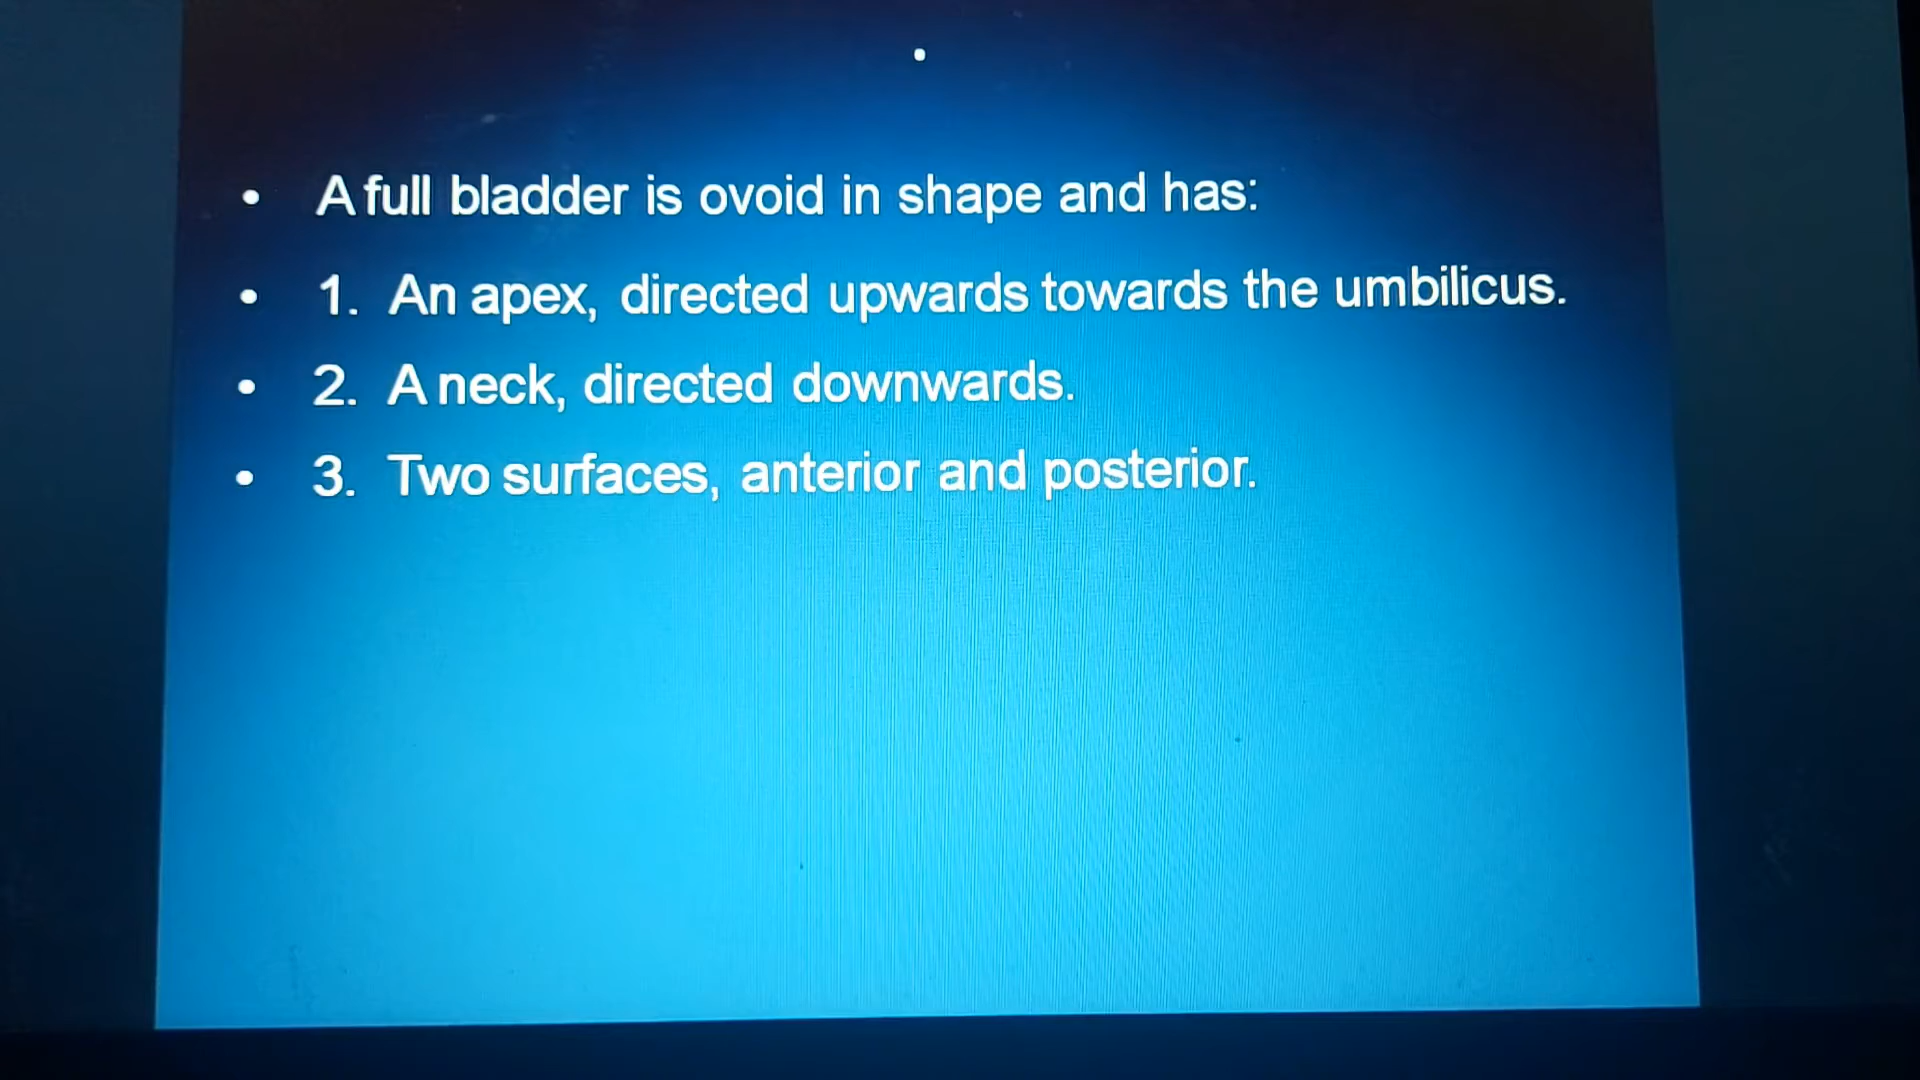 • A full bladder is ovoid in shape and has:
• 1. An apex, directed upwards towards the umbilicus.
• 2. A neck, directed downwards.
• 3. Two surfaces, anterior and posterior.